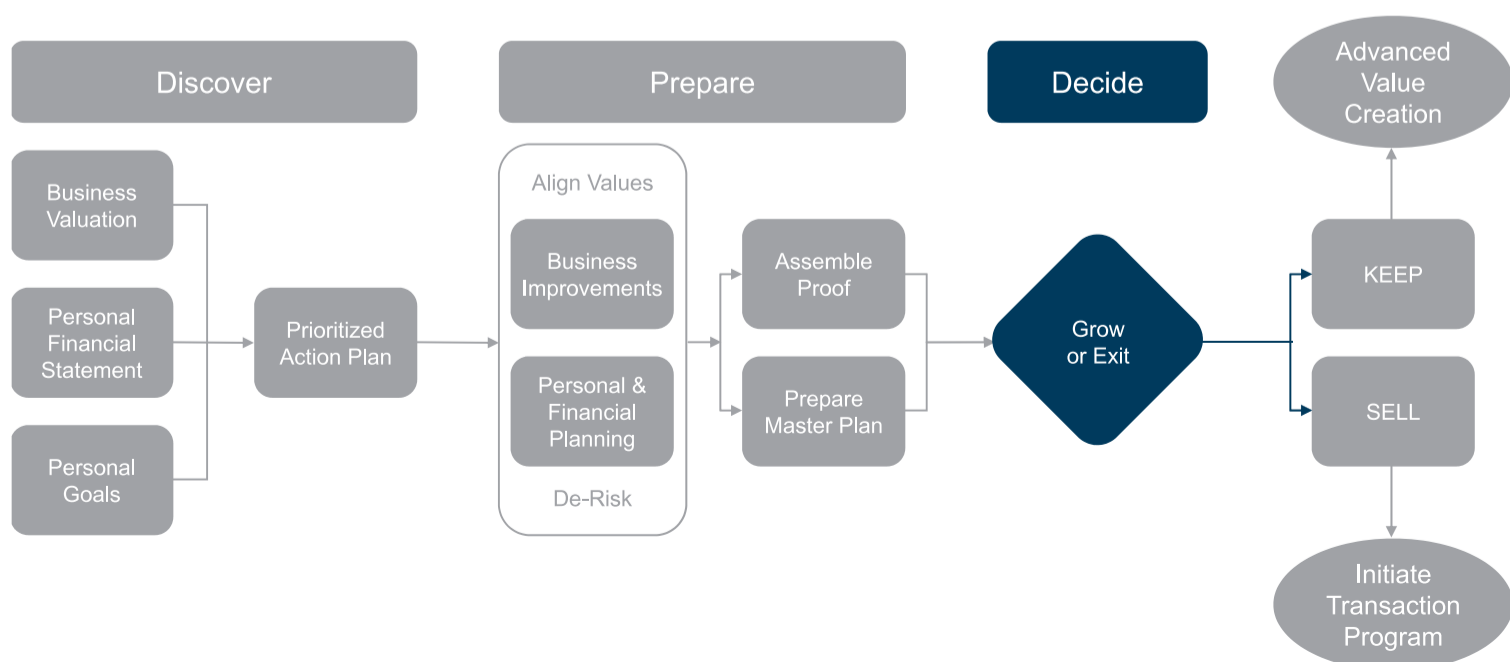 Discover
Prepare
Decide
Advanced
Value
Creation
Business
Valuation
Personal
Financial
Statement
Personal
Goals
Prioritized
Action Plan
Align Values
Business
Improvements
Personal &
Financial
Planning
De-Risk
Assemble
Proof
Prepare
Master Plan
Grow
or Exit
KEEP
SELL
Initiate
Transaction
Program